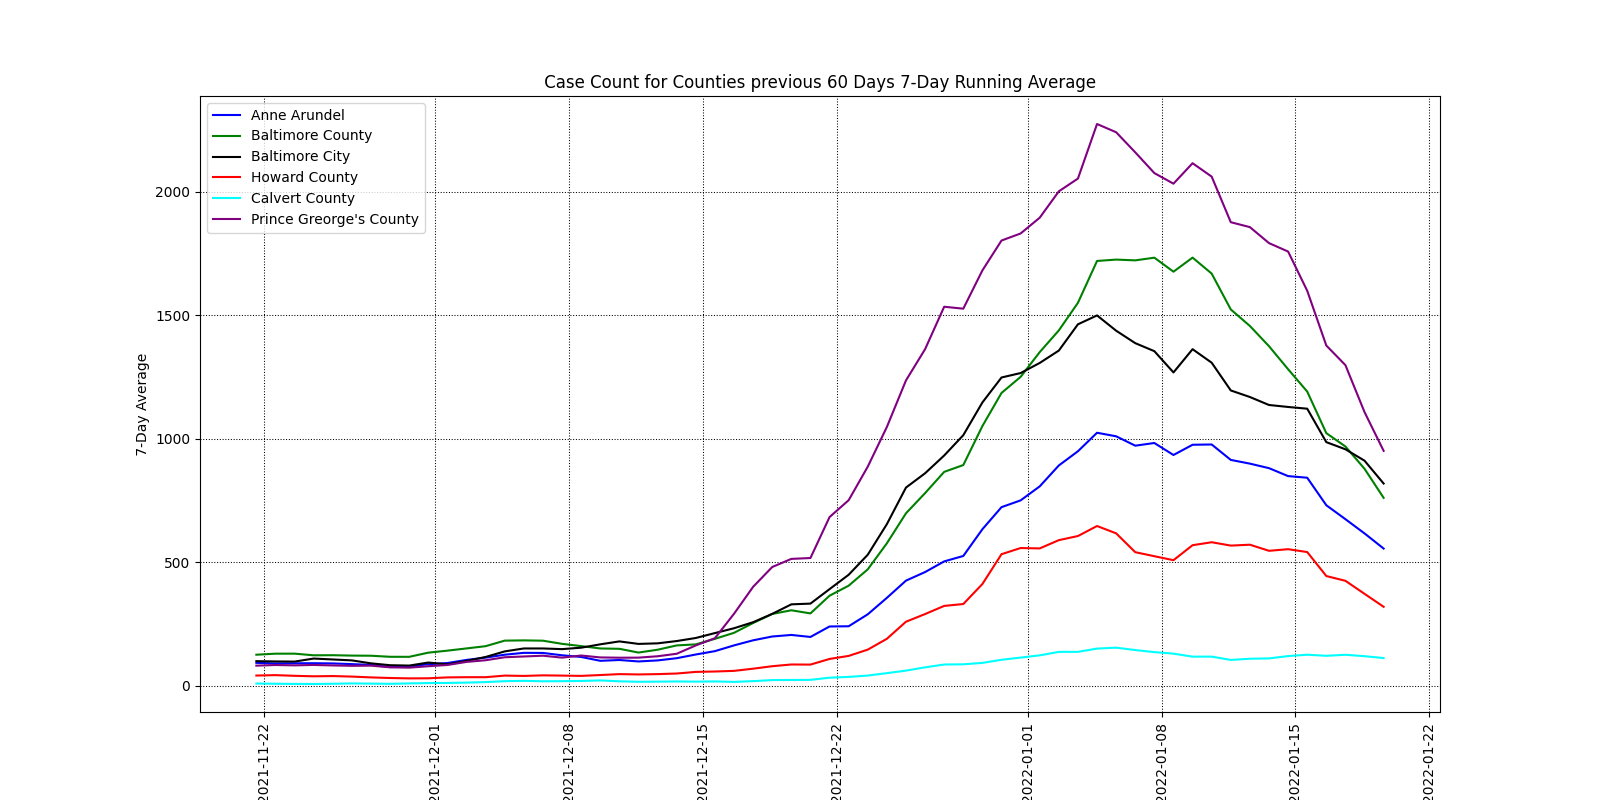 Case Count for Counties previous 60 Days 7-Day Running Average
Anne Arundel
Baltimore County
Baltimore City
Howard County
Calvert County
Prince Greorge's County
7-Day Average
2000
1500
1000
500
0
2021-11-22
2021-12-01
2021-12-08
2021-12-15
2021-12-22
2022-01-01
2022-01-08
2022-01-15
2022-01-22